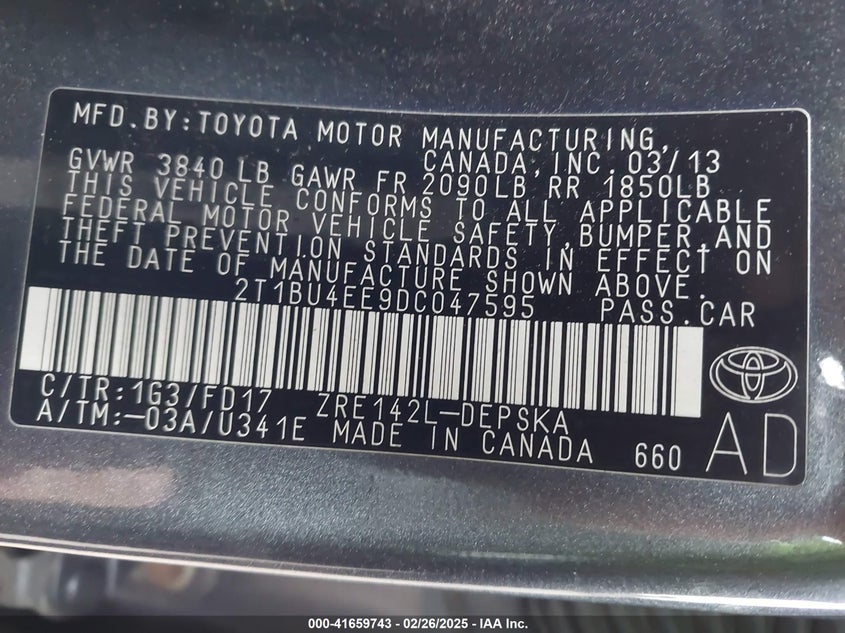 MFD.BY:TOYOTA MOTOR MANUFACTURING,
CANADA,INC. 03/13
GVWR 3840 LB GAWR FR 2090LB RR 1850LB
THIS VEHICLE CONFORMS TO ALL APPLICABLE
FEDERAL MOTOR VEHICLE SAFETY,BUMPER,AND
THEFT PREVENTION STANDARDS IN EFFECT ON
THE DATE OF MANUFACTURE SHOWN ABOVE.
2T1BU4EE9DC047595 PASS.CAR
C/TR:1G3/FD17 ZRE142L-DEPSKA
A/TM:-03A/U341E MADE IN CANADA 660
AD
000-41659743 – 02/26/2025 – IAA Inc.